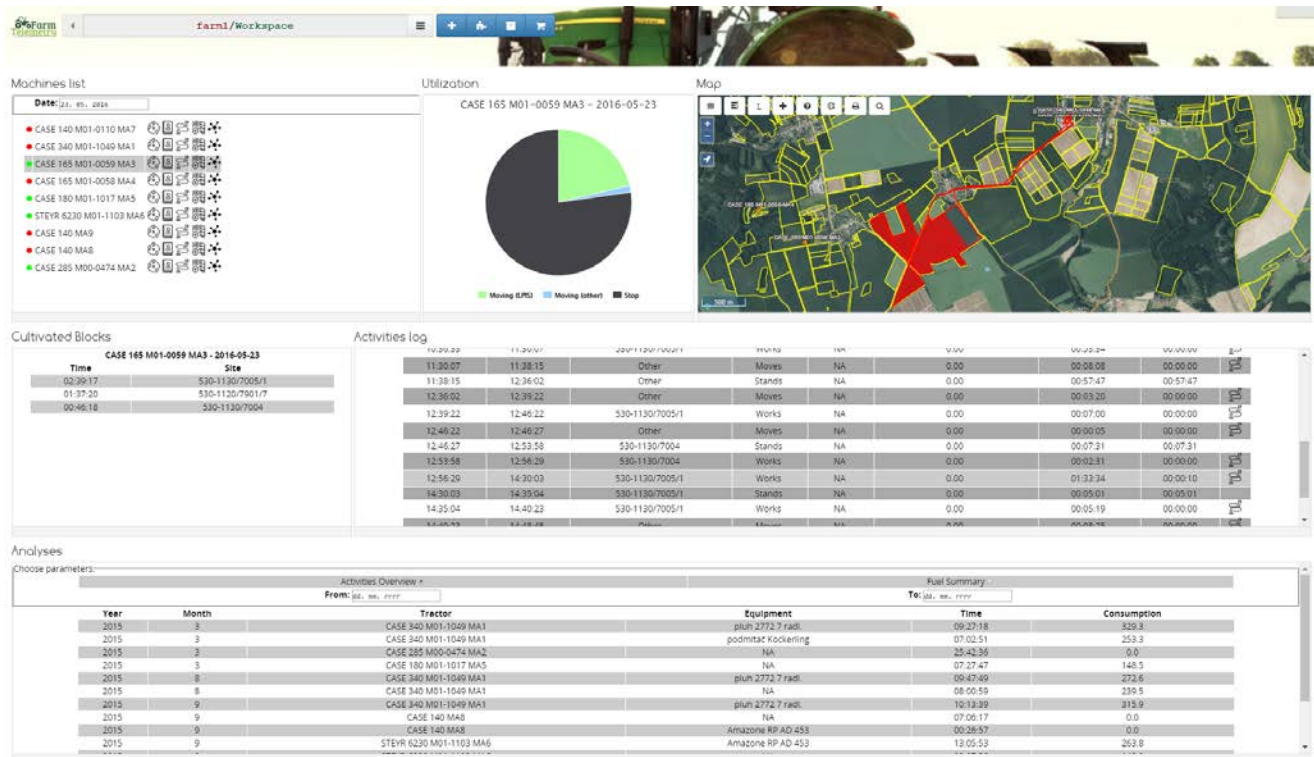 Farm
Telemetry
farm1/Workspace
Machines list
Date: 23. 05. 2016
CASE 140 M01-0110 MA7
CASE 340 M01-1049 MA1
CASE 165 M01-0059 MA3
CASE 165 M01-0058 MA4
CASE 180 M01-1017 MA5
STEYR 6230 M01-1103 MA6
CASE 140 MA9
CASE 140 MA8
CASE 285 M00-0474 MA2
Utilization
CASE 165 M01-0059 MA3 - 2016-05-23
Moving (LPIS) Moving (other) Stop
Map
500 m
Cultivated Blocks
CASE 165 M01-0059 MA3 - 2016-05-23
Time Site
02:39:17 530-1130/7005/1
01:37:20 530-1120/7901/7
00:46:18 530-1130/7004
Activities log
11:30:07 11:38:15 Other Moves NA 0.00 00:08:08 00:00:00
11:38:15 12:36:02 Other Stands NA 0.00 00:57:47 00:57:47
12:36:02 12:39:22 Other Moves NA 0.00 00:03:20 00:00:00
12:39:22 12:46:22 530-1130/7005/1 Works NA 0.00 00:07:00 00:00:00
12:46:22 12:46:27 Other Moves NA 0.00 00:00:05 00:00:00
12:46:27 12:53:58 530-1130/7004 Stands NA 0.00 00:07:31 00:07:31
12:53:58 12:56:29 530-1130/7004 Works NA 0.00 00:02:31 00:00:00
12:56:29 14:30:03 530-1130/7005/1 Works NA 0.00 01:33:34 00:00:10
14:30:03 14:35:04 530-1130/7005/1 Stands NA 0.00 00:05:01 00:05:01
14:35:04 14:40:23 530-1130/7005/1 Works NA 0.00 00:05:19 00:00:00
Analyses
Choose parameters:
Activities Overview Fuel Summary
From: dd. mm. rrrr To: dd. mm. rrrr
Year Month Tractor Equipment Time Consumption
2015 3 CASE 340 M01-1049 MA1 pluh 2772 7 radl. 09:27:18 329.3
2015 3 CASE 340 M01-1049 MA1 podmítač Köckerling 07:02:51 253.3
2015 3 CASE 285 M00-0474 MA2 NA 25:42:36 0.0
2015 3 CASE 180 M01-1017 MA5 NA 07:27:47 148.5
2015 8 CASE 340 M01-1049 MA1 pluh 2772 7 radl. 09:47:49 272.6
2015 8 CASE 340 M01-1049 MA1 NA 08:00:59 239.5
2015 9 CASE 340 M01-1049 MA1 pluh 2772 7 radl. 10:13:39 315.9
2015 9 CASE 140 MA8 NA 07:06:17 0.0
2015 9 CASE 140 MA8 Amazone RP AD 453 00:26:57 0.0
2015 9 STEYR 6230 M01-1103 MA6 Amazone RP AD 453 13:05:53 263.8